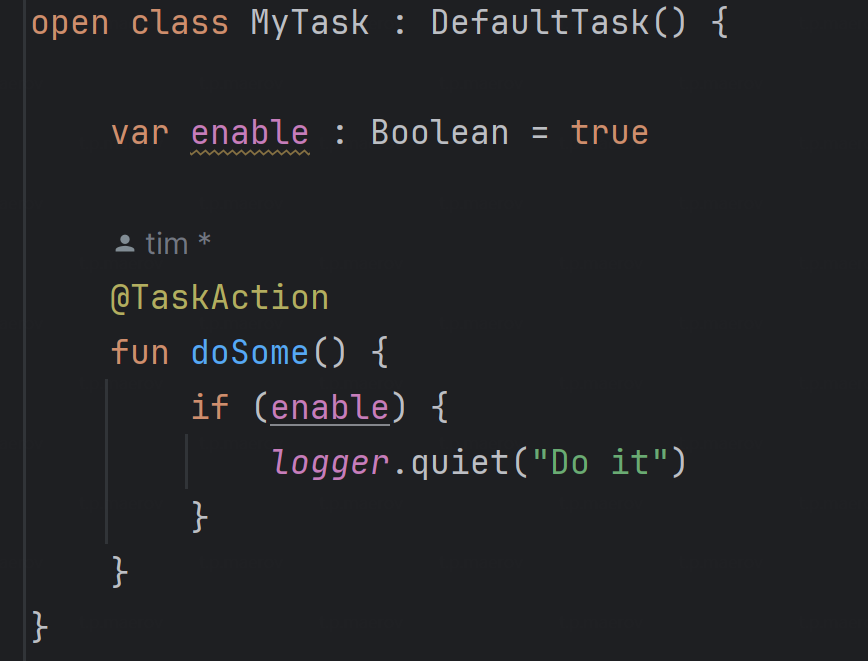 open class MyTask : DefaultTask() {
var enable : Boolean = true
tim *
@TaskAction
fun doSome() {
if (enable) {
logger.quiet("Do it")
}
}
}